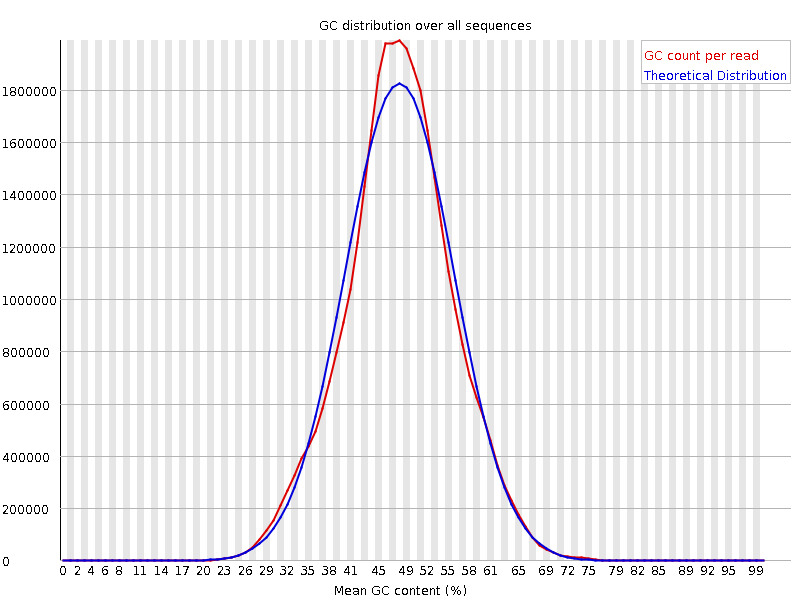 GC distribution over all sequences
GC count per read
Theoretical Distribution
1800000
1600000
1400000
1200000
1000000
800000
600000
400000
200000
0
0 2 4 6 8 11 14 17 20 23 26 29 32 35 38 41 45 49 52 55 58 61 65 69 72 75 79 82 85 89 92 95 99
Mean GC content (%)